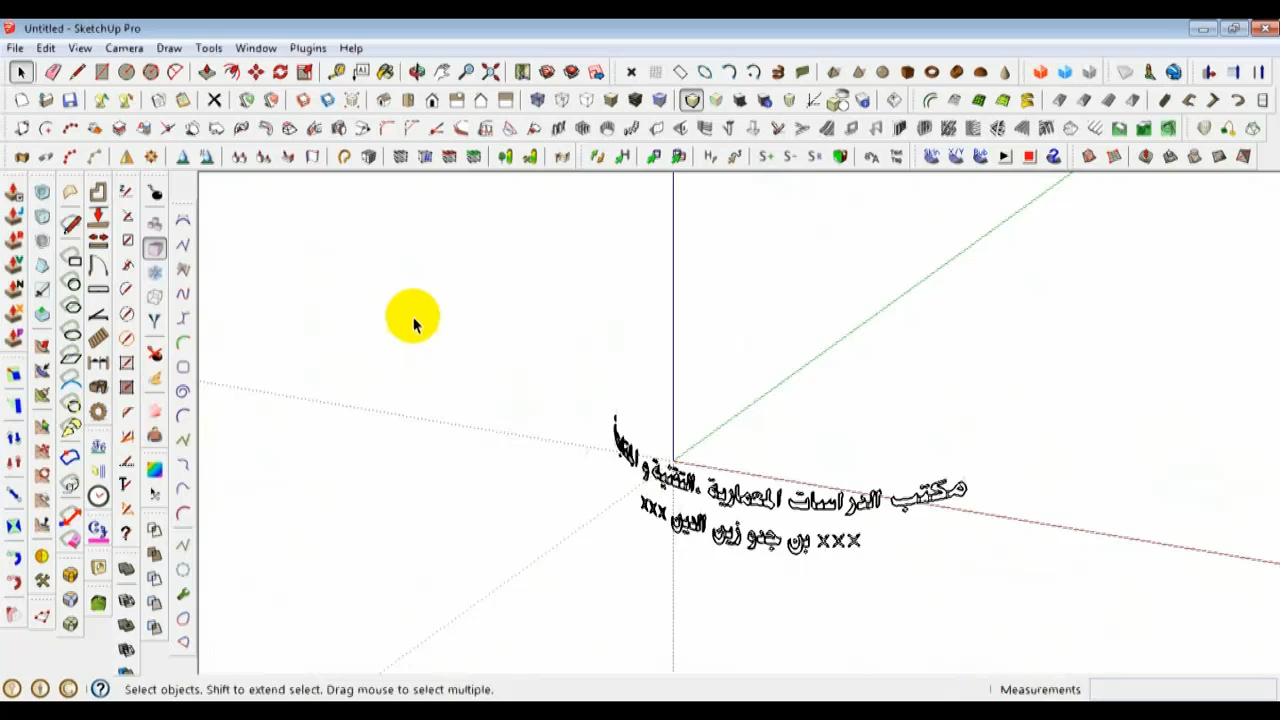 Untitled - SketchUp Pro
File Edit View Camera Draw Tools Window Plugins Help
مكتب الدراسات المعمارية ،التقنية و
xxx بن جدو زين الدين xxx
Select objects. Shift to extend select. Drag mouse to select multiple.
Measurements